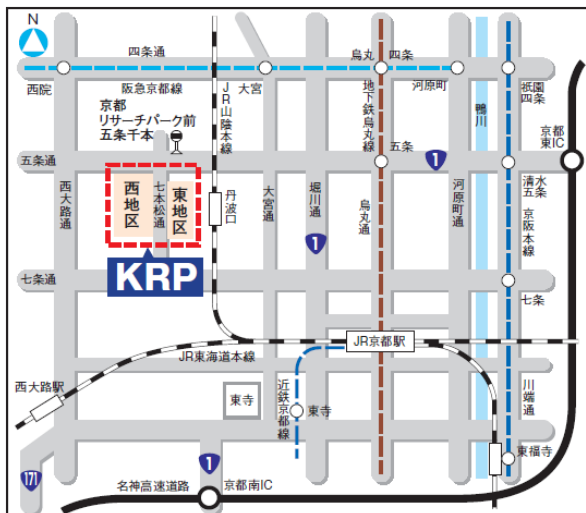 N
四条通
烏丸
四条
西院
阪急京都線
大宮
河原町
祇園
四条
京都
リサーチパーク前
五条千本
JR山陰本線
地下鉄烏丸線
鴨川
京都
東IC
五条通
五条
1
清水
五条
西大路通
西地区
七本松通
東地区
丹波口
大宮通
堀川通
1
烏丸通
河原町通
京阪本線
KRP
七条通
七条
JR京都駅
JR東海道本線
西大路駅
東寺
近鉄京都線
東寺
川端通
東福寺
171
1
名神高速道路
京都南IC